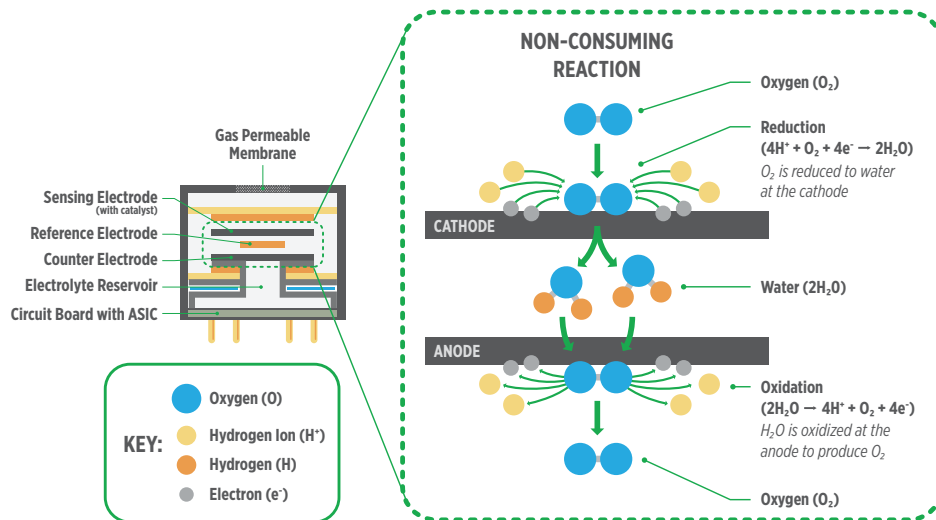 NON-CONSUMING
REACTION
Oxygen (O₂)
Reduction
(4H⁺ + O₂ + 4e⁻ → 2H₂O)
O₂ is reduced to water
at the cathode
CATHODE
Water (2H₂O)
ANODE
Oxidation
(2H₂O → 4H⁺ + O₂ + 4e⁻)
H₂O is oxidized at the
anode to produce O₂
Oxygen (O₂)
Gas Permeable
Membrane
Sensing Electrode
(with catalyst)
Reference Electrode
Counter Electrode
Electrolyte Reservoir
Circuit Board with ASIC
KEY:
Oxygen (O)
Hydrogen Ion (H⁺)
Hydrogen (H)
Electron (e⁻)